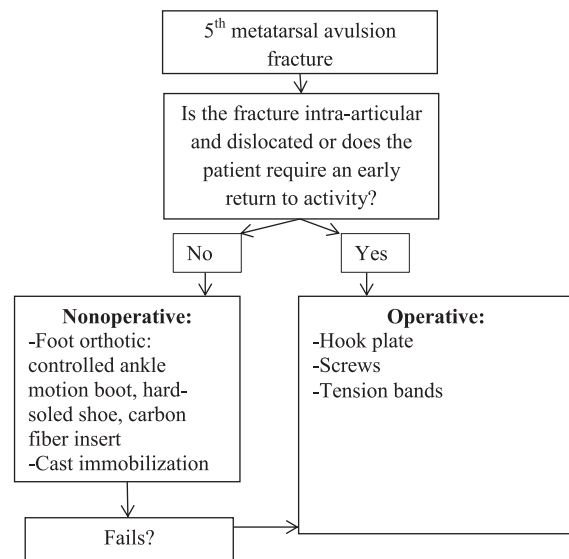 5th metatarsal avulsion
fracture
Is the fracture intra-articular
and dislocated or does the
patient require an early
return to activity?
No
Yes
Nonoperative:
-Foot orthotic:
controlled ankle
motion boot, hard-
soled shoe, carbon
fiber insert
-Cast immobilization
Operative:
-Hook plate
-Screws
-Tension bands
Fails?